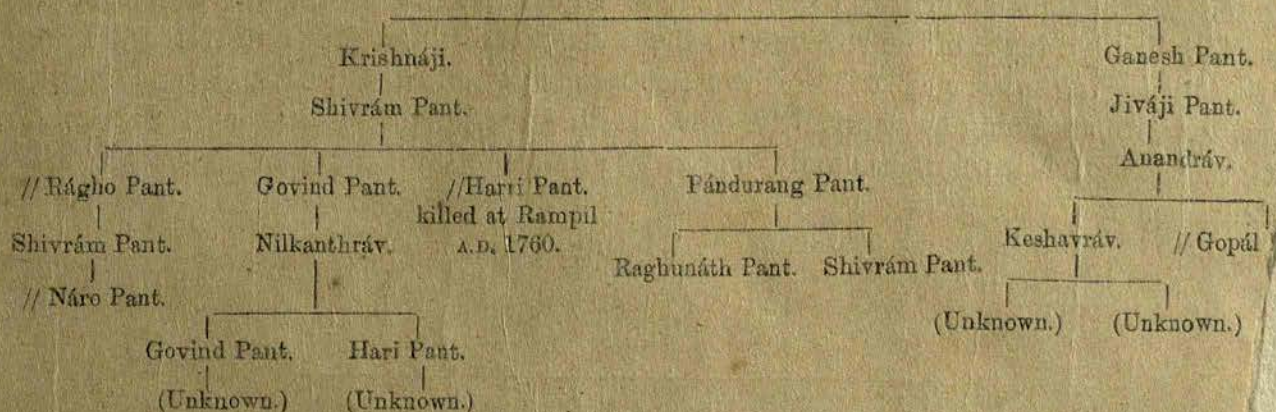 Krishnáji. Ganesh Pant.
Shivrám Pant. Jiváji Pant.
Anandráv.
// Rágho Pant. Govind Pant. //Harri Pant. Pándurang Pant.
killed at Rampil
Shivrám Pant. Nilkanthráv. A.D. 1760. Keshavráv. // Gopál
Raghunáth Pant. Shivrám Pant.
// Náro Pant.
(Unknown.) (Unknown.)
Govind Pant. Hari Pant.
(Unknown.) (Unknown.)